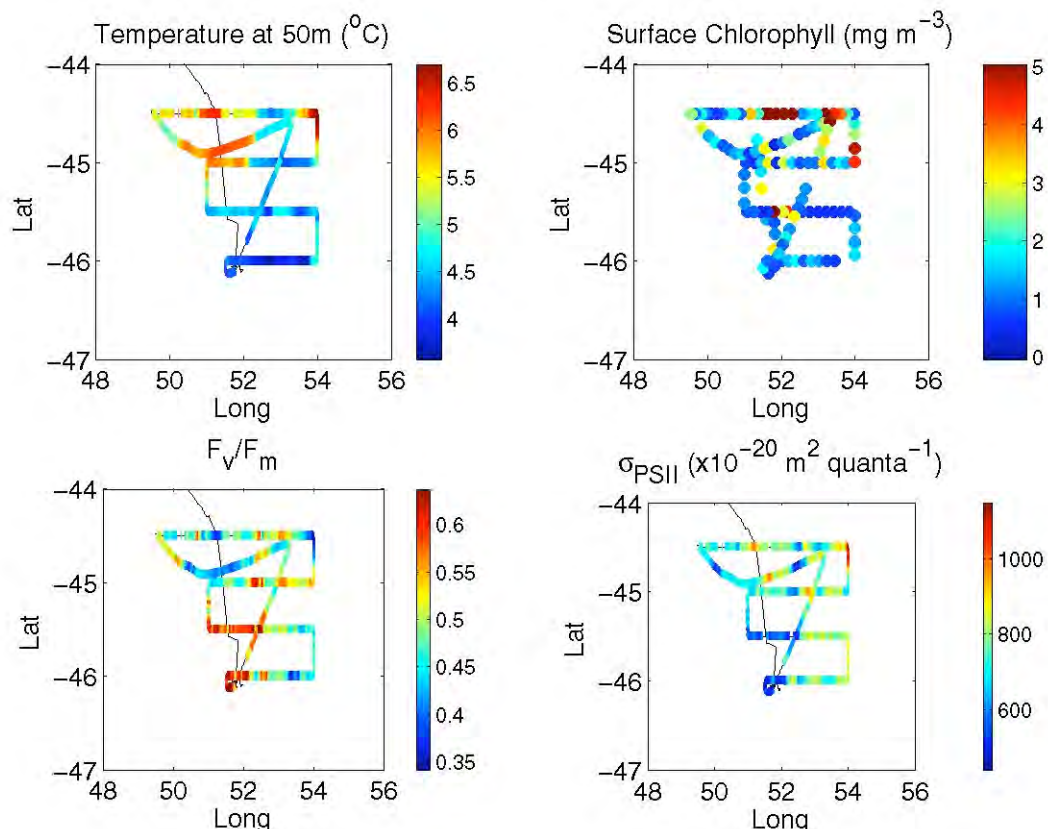 Temperature at 50m (°C)
−44
−45
−46
−47
Lat
48 50 52 54 56
Long
6.5
6
5.5
5
4.5
4
Surface Chlorophyll (mg m⁻³)
−44
−45
−46
−47
Lat
48 50 52 54 56
Long
5
4
3
2
1
0
Fᵥ/Fₘ
−44
−45
−46
−47
Lat
48 50 52 54 56
Long
0.6
0.55
0.5
0.45
0.4
0.35
σPSII (x10⁻²⁰ m² quanta⁻¹)
−44
−45
−46
−47
Lat
48 50 52 54 56
Long
1000
800
600